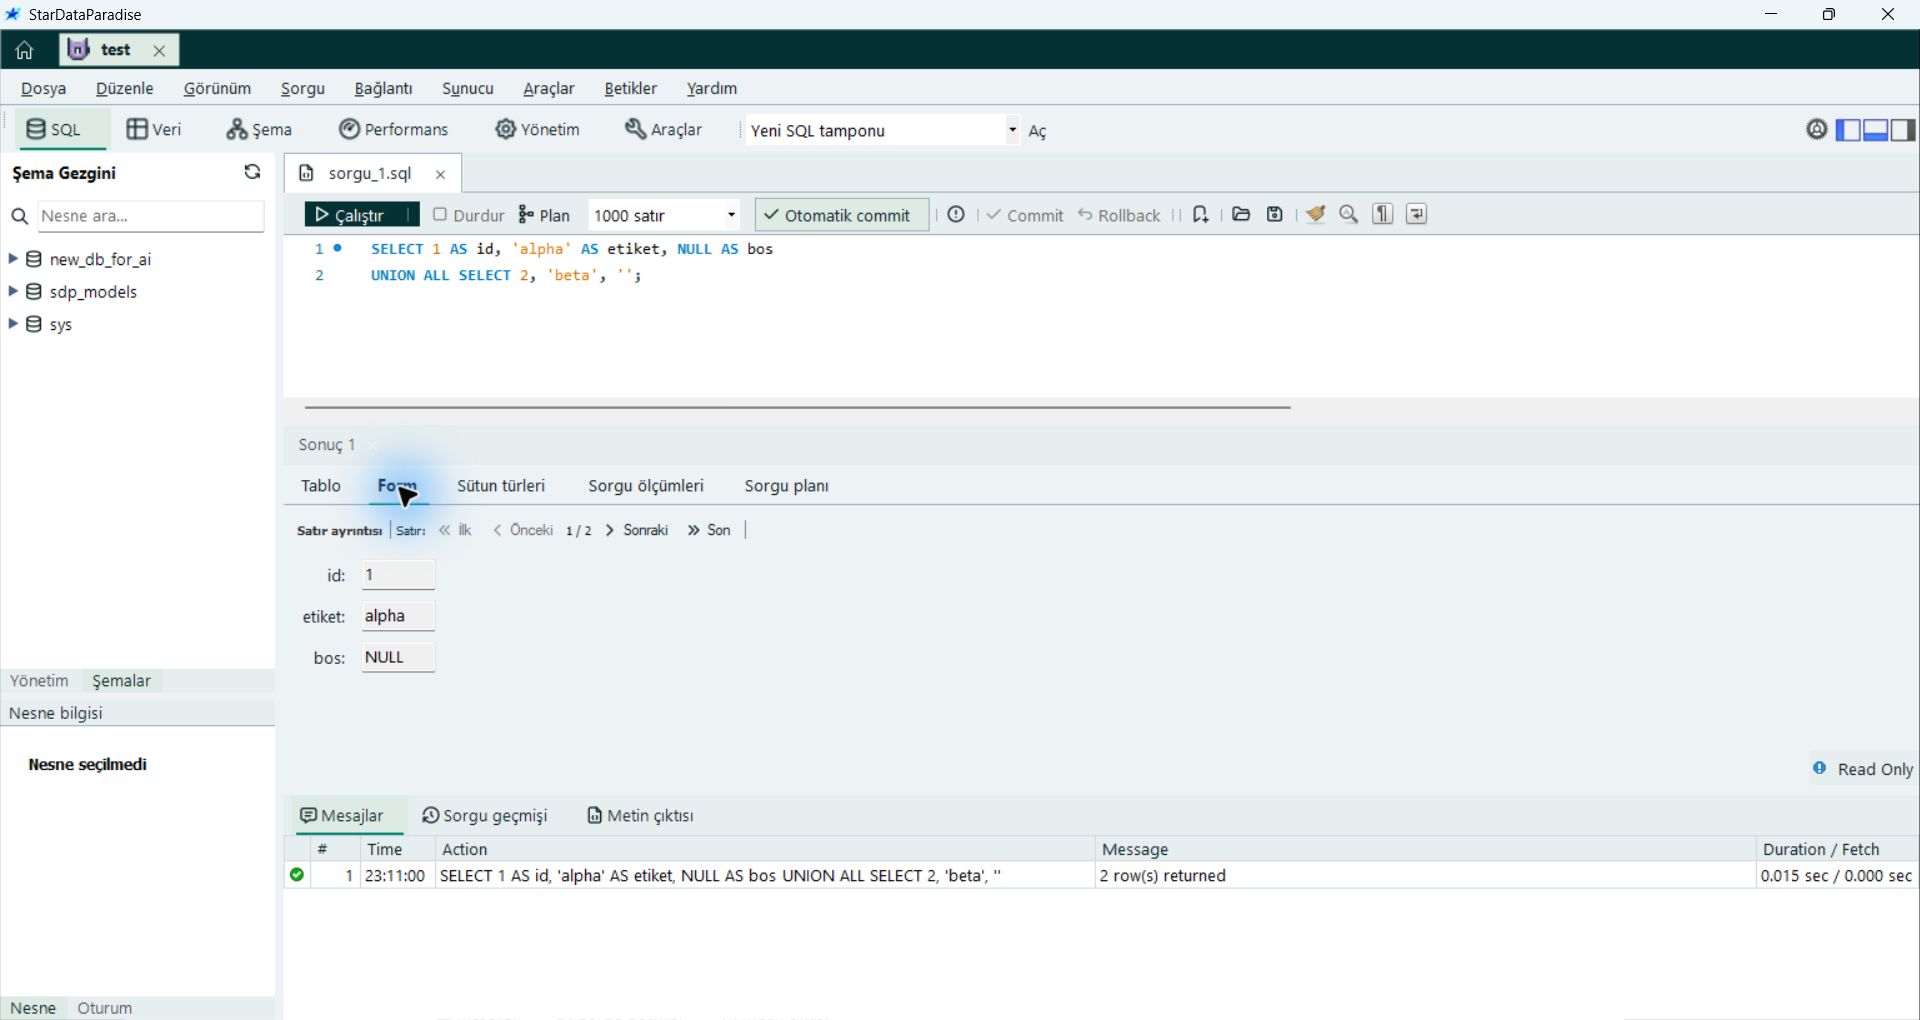 StarDataParadise
test
Dosya Düzenle Görünüm Sorgu Bağlantı Sunucu Araçlar Betikler Yardım
SQL Veri Şema Performans Yönetim Araçlar Yeni SQL tamponu Aç
Şema Gezgini
sorgu_1.sql
Nesne ara...
Çalıştır Durdur Plan 1000 satır Otomatik commit Commit Rollback
1 SELECT 1 AS id, 'alpha' AS etiket, NULL AS bos
2 UNION ALL SELECT 2, 'beta', '';
new_db_for_ai
sdp_models
sys
Sonuç 1
Tablo Form Sütun türleri Sorgu ölçümleri Sorgu planı
Satır ayrıntısı Satır: İlk Önceki 1 / 2 Sonraki Son
id: 1
etiket: alpha
bos: NULL
Yönetim Şemalar
Nesne bilgisi
Nesne seçilmedi
Read Only
Mesajlar Sorgu geçmişi Metin çıktısı
# Time Action Message Duration / Fetch
1 23:11:00 SELECT 1 AS id, 'alpha' AS etiket, NULL AS bos UNION ALL SELECT 2, 'beta', '' 2 row(s) returned 0.015 sec / 0.000 sec
Nesne Oturum